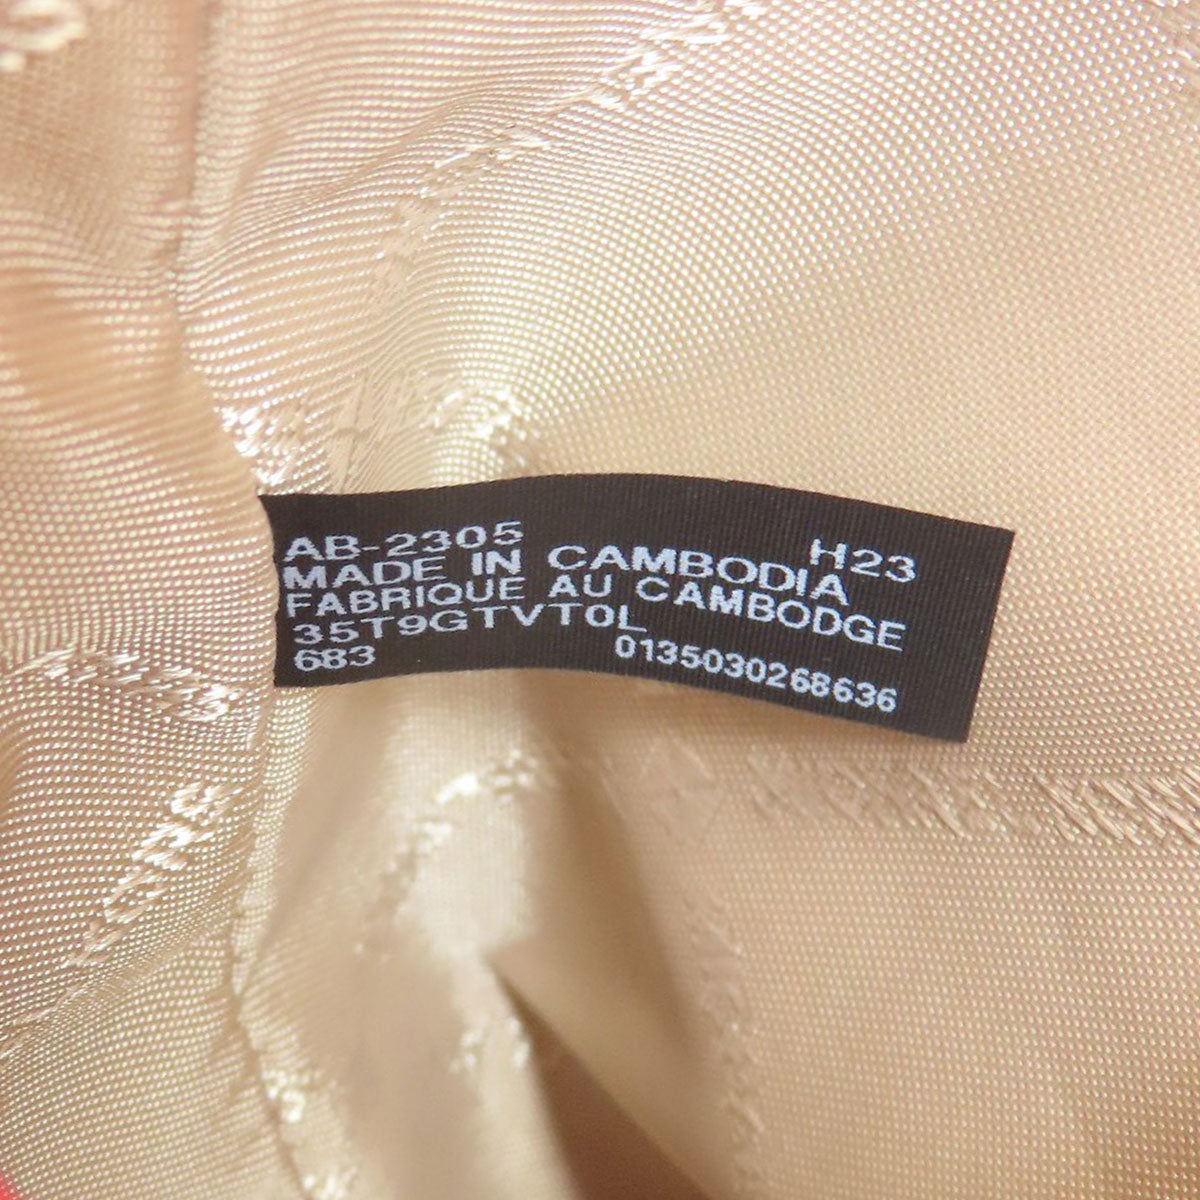 AB-2305 H23
MADE IN CAMBODIA
FABRIQUE AU CAMBODGE
35T9GTVT0L
683 0135030268636